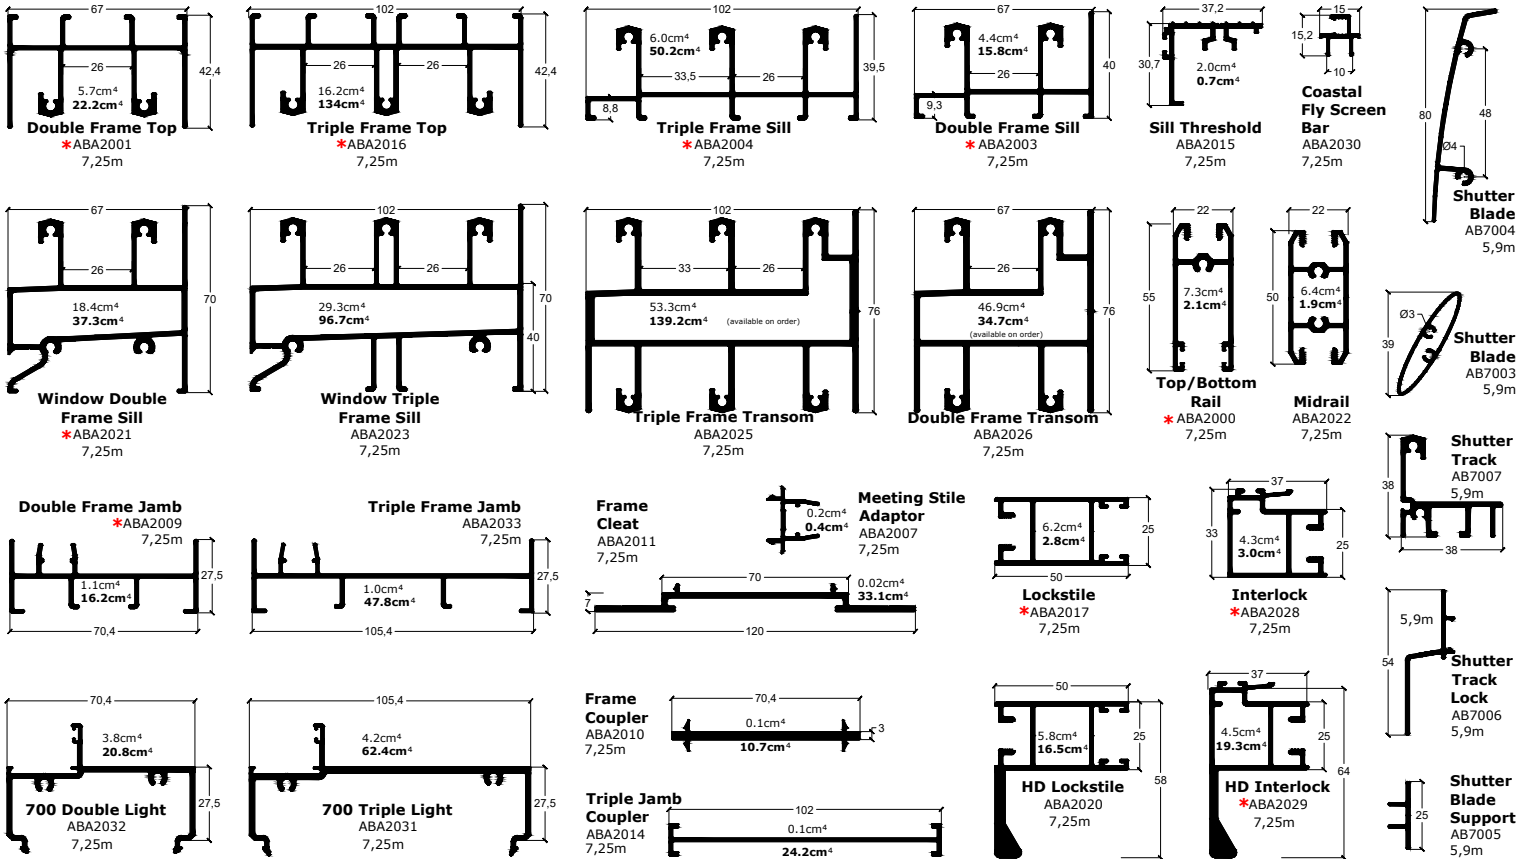 67
26
42,4
5.7cm⁴
22.2cm⁴
Double Frame Top
*ABA2001
7,25m
102
26
26
42,4
16.2cm⁴
134cm⁴
Triple Frame Top
*ABA2016
7,25m
102
6.0cm⁴
50.2cm⁴
33,5
26
39,5
8,8
Triple Frame Sill
*ABA2004
7,25m
67
4.4cm⁴
15.8cm⁴
26
40
9,3
Double Frame Sill
*ABA2003
7,25m
37,2
30,7
2.0cm⁴
0.7cm⁴
Sill Threshold
ABA2015
7,25m
15
15,2
10
Coastal
Fly Screen
Bar
ABA2030
7,25m
80
48
Ø4
Shutter
Blade
AB7004
5,9m
67
26
70
18.4cm⁴
37.3cm⁴
Window Double
Frame Sill
*ABA2021
7,25m
102
26
26
70
40
29.3cm⁴
96.7cm⁴
Window Triple
Frame Sill
ABA2023
7,25m
102
33
26
76
53.3cm⁴
139.2cm⁴
(available on order)
Triple Frame Transom
ABA2025
7,25m
67
26
76
46.9cm⁴
34.7cm⁴
(available on order)
Double Frame Transom
ABA2026
7,25m
22
55
7.3cm⁴
2.1cm⁴
Top/Bottom
Rail
*ABA2000
7,25m
22
50
6.4cm⁴
1.9cm⁴
Midrail
ABA2022
7,25m
39
Ø3
Shutter
Blade
AB7003
5,9m
Double Frame Jamb
*ABA2009
7,25m
1.1cm⁴
16.2cm⁴
27,5
70,4
Triple Frame Jamb
ABA2033
7,25m
1.0cm⁴
47.8cm⁴
27,5
105,4
Frame
Cleat
ABA2011
7,25m
70
7
0.02cm⁴
33.1cm⁴
120
0.2cm⁴
0.4cm⁴
Meeting Stile
Adaptor
ABA2007
7,25m
6.2cm⁴
2.8cm⁴
25
50
Lockstile
*ABA2017
7,25m
37
33
4.3cm⁴
3.0cm⁴
25
Interlock
*ABA2028
7,25m
38
38
Shutter
Track
AB7007
5,9m
5,9m
54
Shutter
Track
Lock
AB7006
5,9m
70,4
3.8cm⁴
20.8cm⁴
27,5
700 Double Light
ABA2032
7,25m
105,4
4.2cm⁴
62.4cm⁴
27,5
700 Triple Light
ABA2031
7,25m
Frame
Coupler
ABA2010
7,25m
70,4
0.1cm⁴
10.7cm⁴
3
Triple Jamb
Coupler
ABA2014
7,25m
102
0.1cm⁴
24.2cm⁴
50
5.8cm⁴
16.5cm⁴
25
58
HD Lockstile
ABA2020
7,25m
37
4.5cm⁴
19.3cm⁴
25
64
HD Interlock
*ABA2029
7,25m
25
Shutter
Blade
Support
AB7005
5,9m